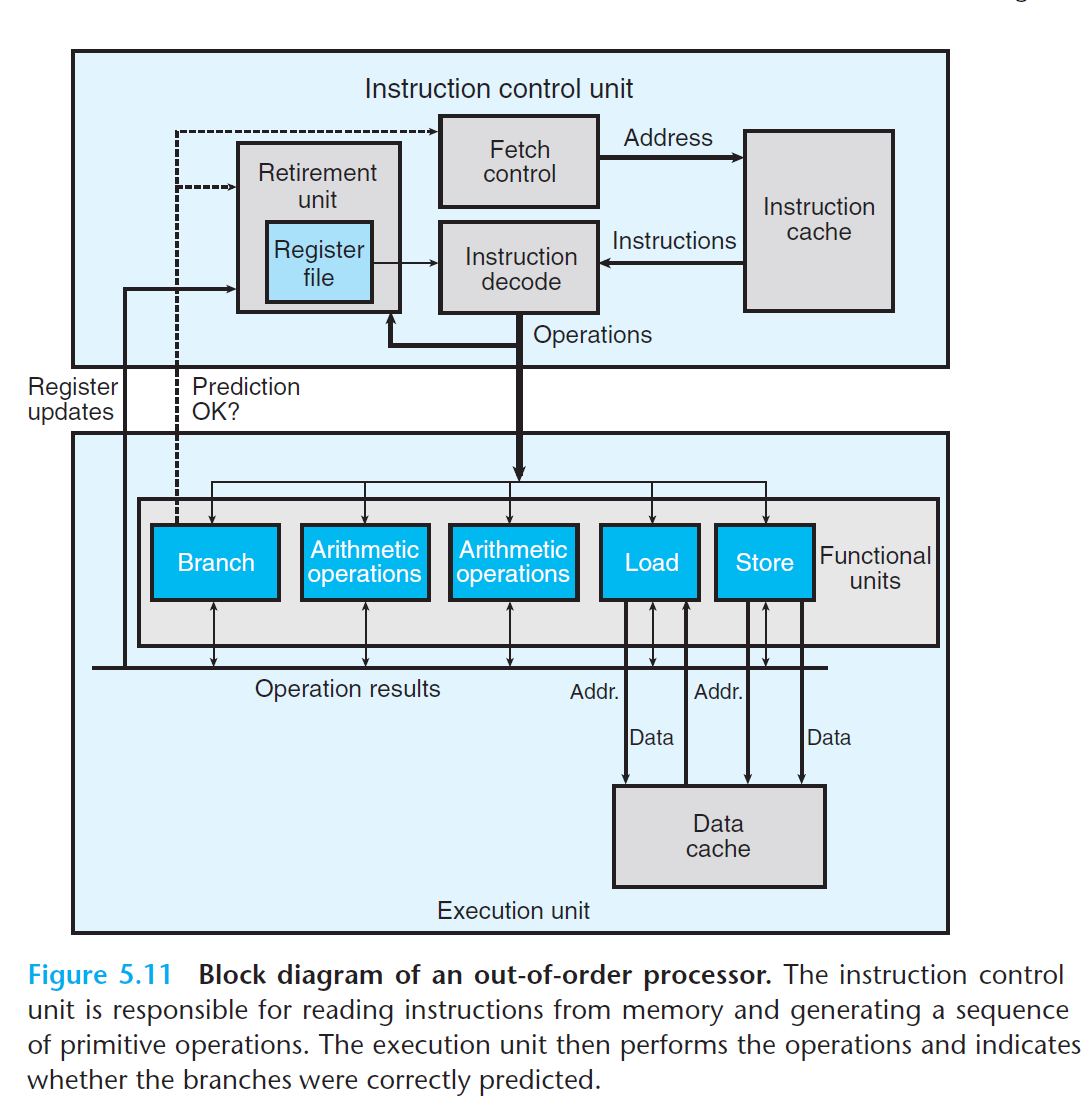 Instruction control unit
Fetch
control
Address
Retirement
unit
Instruction
cache
Register
file
Instruction
decode
Instructions
Operations
Register
updates
Prediction
OK?
Branch
Arithmetic
operations
Arithmetic
operations
Load
Store
Functional
units
Operation results
Addr.
Addr.
Data
Data
Data
cache
Execution unit
Figure 5.11 Block diagram of an out-of-order processor. The instruction control
unit is responsible for reading instructions from memory and generating a sequence
of primitive operations. The execution unit then performs the operations and indicates
whether the branches were correctly predicted.